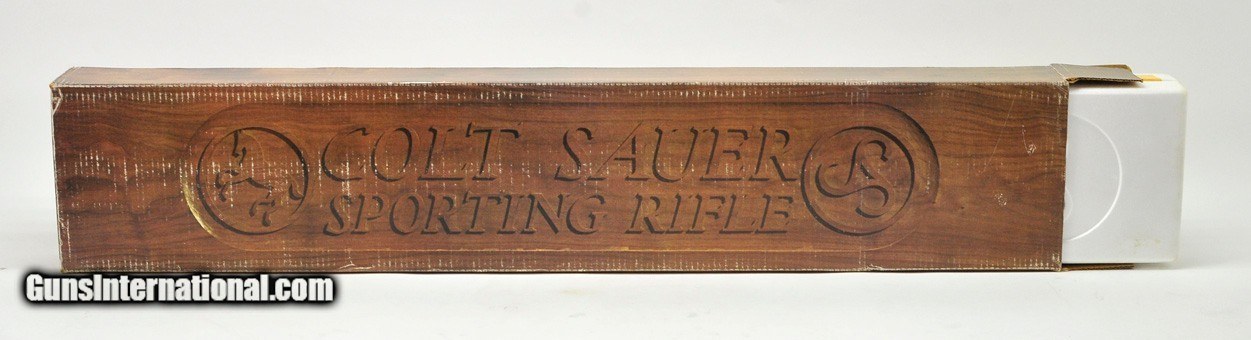 COLT SAUER
SPORTING RIFLE
GunsInternational.com